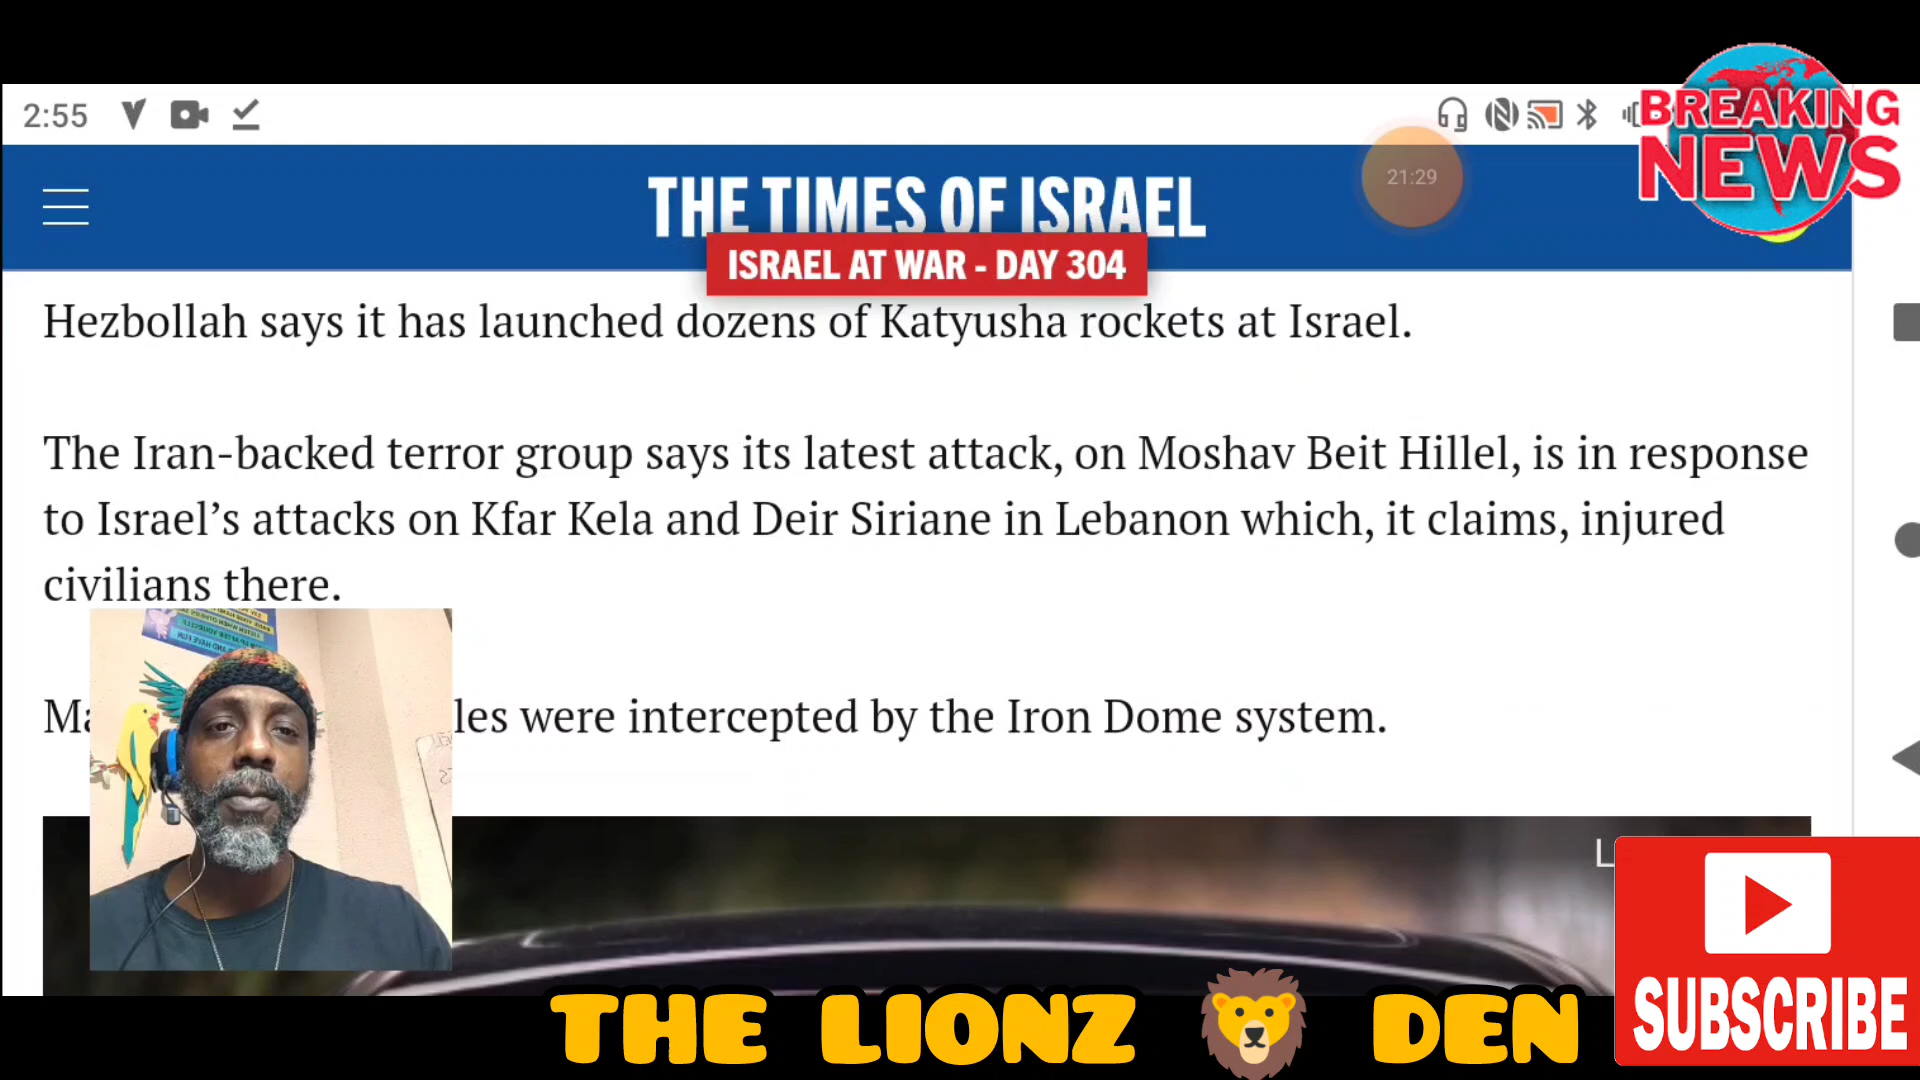 2:55
21:29
BREAKING
NEWS
THE TIMES OF ISRAEL
ISRAEL AT WAR - DAY 304
Hezbollah says it has launched dozens of Katyusha rockets at Israel.
The Iran-backed terror group says its latest attack, on Moshav Beit Hillel, is in response
to Israel’s attacks on Kfar Kela and Deir Siriane in Lebanon which, it claims, injured
civilians there.
were intercepted by the Iron Dome system.
THE LIONZ DEN
SUBSCRIBE